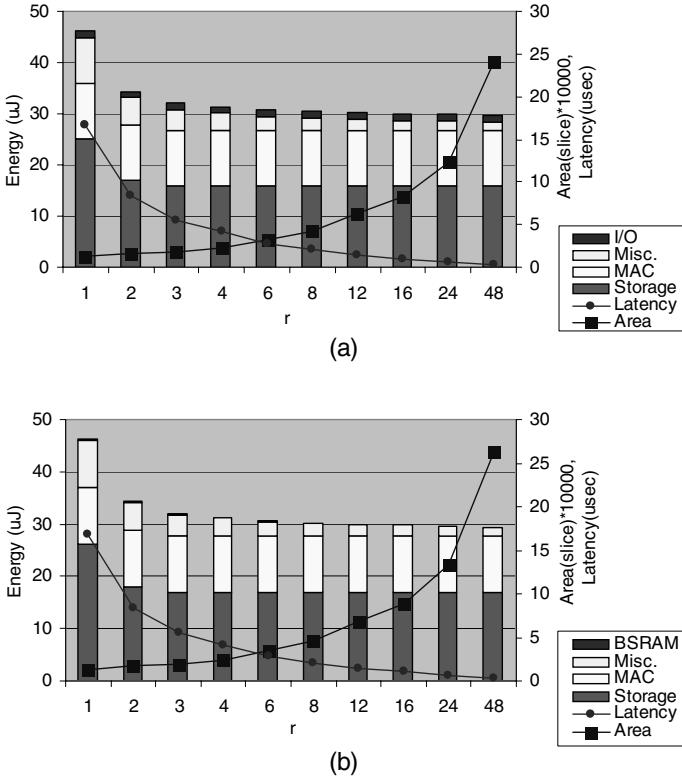 50
40
30
20
10
0
Energy (uJ)
30
25
20
15
10
5
0
Area(slice)*10000,
Latency(usec)
1 2 3 4 6 8 12 16 24 48
r
I/O
Misc.
MAC
Storage
Latency
Area
(a)
50
40
30
20
10
0
Energy (uJ)
30
25
20
15
10
5
0
Area(slice)*10000,
Latency(usec)
1 2 3 4 6 8 12 16 24 48
r
BSRAM
Misc.
MAC
Storage
Latency
Area
(b)